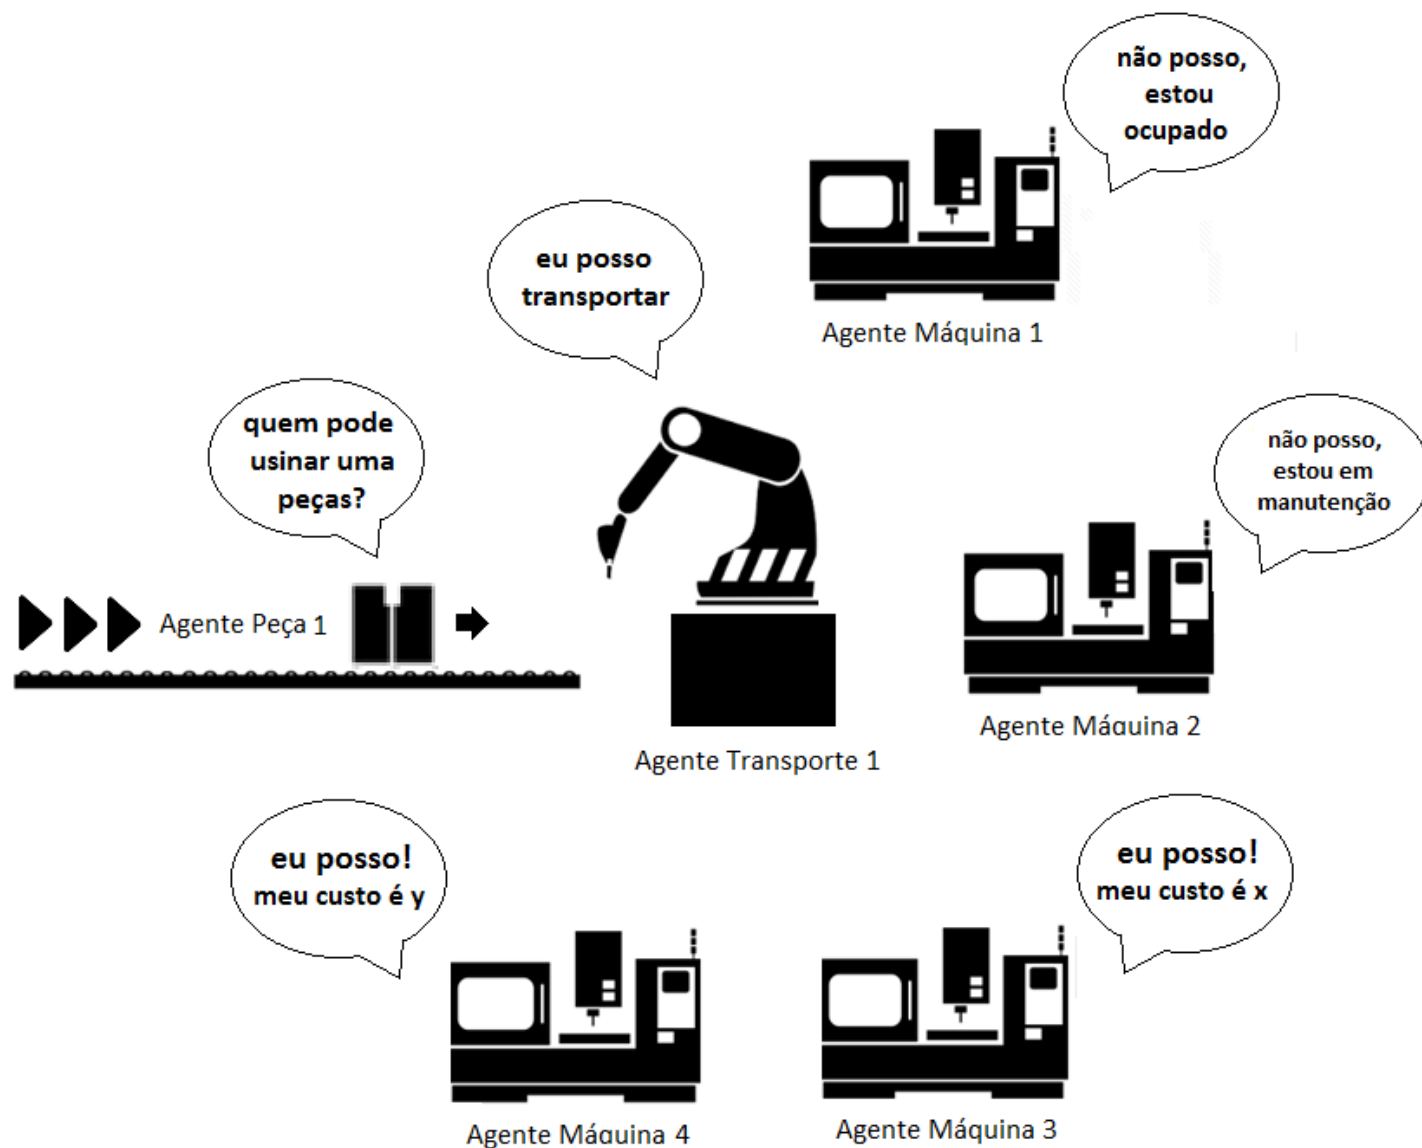 não posso,
estou
ocupado
Agente Máquina 1
eu posso
transportar
quem pode
usinar uma
peças?
não posso,
estou em
manutenção
Agente Peça 1
Agente Máquina 2
Agente Transporte 1
eu posso!
meu custo é y
eu posso!
meu custo é x
Agente Máquina 4
Agente Máquina 3